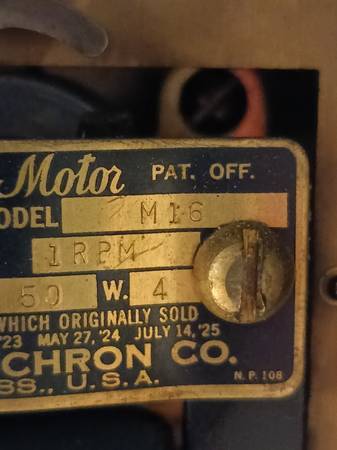 Motor PAT. OFF.
ODEL M16
1RPM
50 W. 4
WHICH ORIGINALLY SOLD
'23 MAY 27,'24 JULY 14,'25
CHRON CO.
SS., U.S.A.
N.P. 108